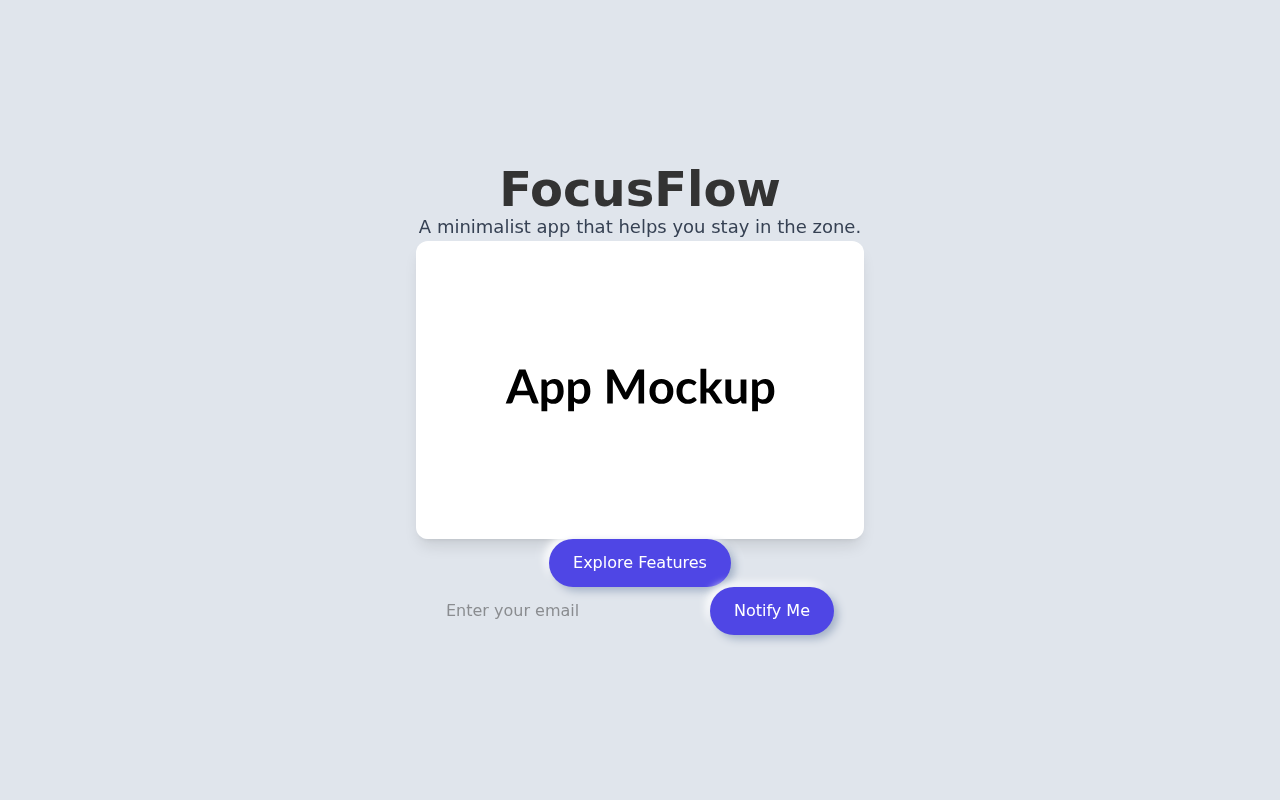 FocusFlow
A minimalist app that helps you stay in the zone.
App Mockup
Explore Features
Enter your email
Notify Me